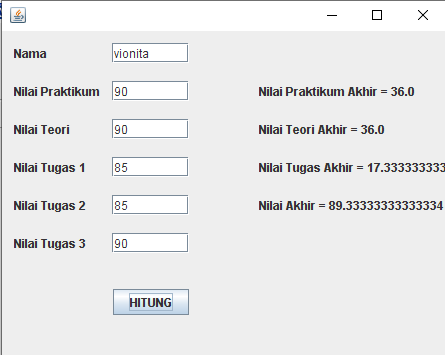 Nama vionita
Nilai Praktikum 90 Nilai Praktikum Akhir = 36.0
Nilai Teori 90 Nilai Teori Akhir = 36.0
Nilai Tugas 1 85 Nilai Tugas Akhir = 17.333333333
Nilai Tugas 2 85 Nilai Akhir = 89.33333333333334
Nilai Tugas 3 90
HITUNG